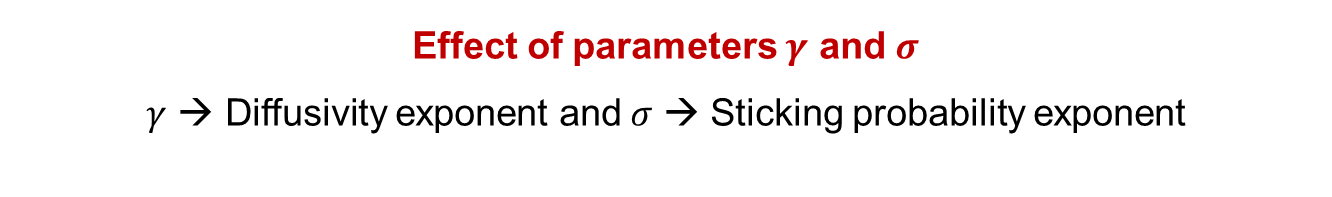 Effect of parameters γ and σ
γ → Diffusivity exponent and σ → Sticking probability exponent